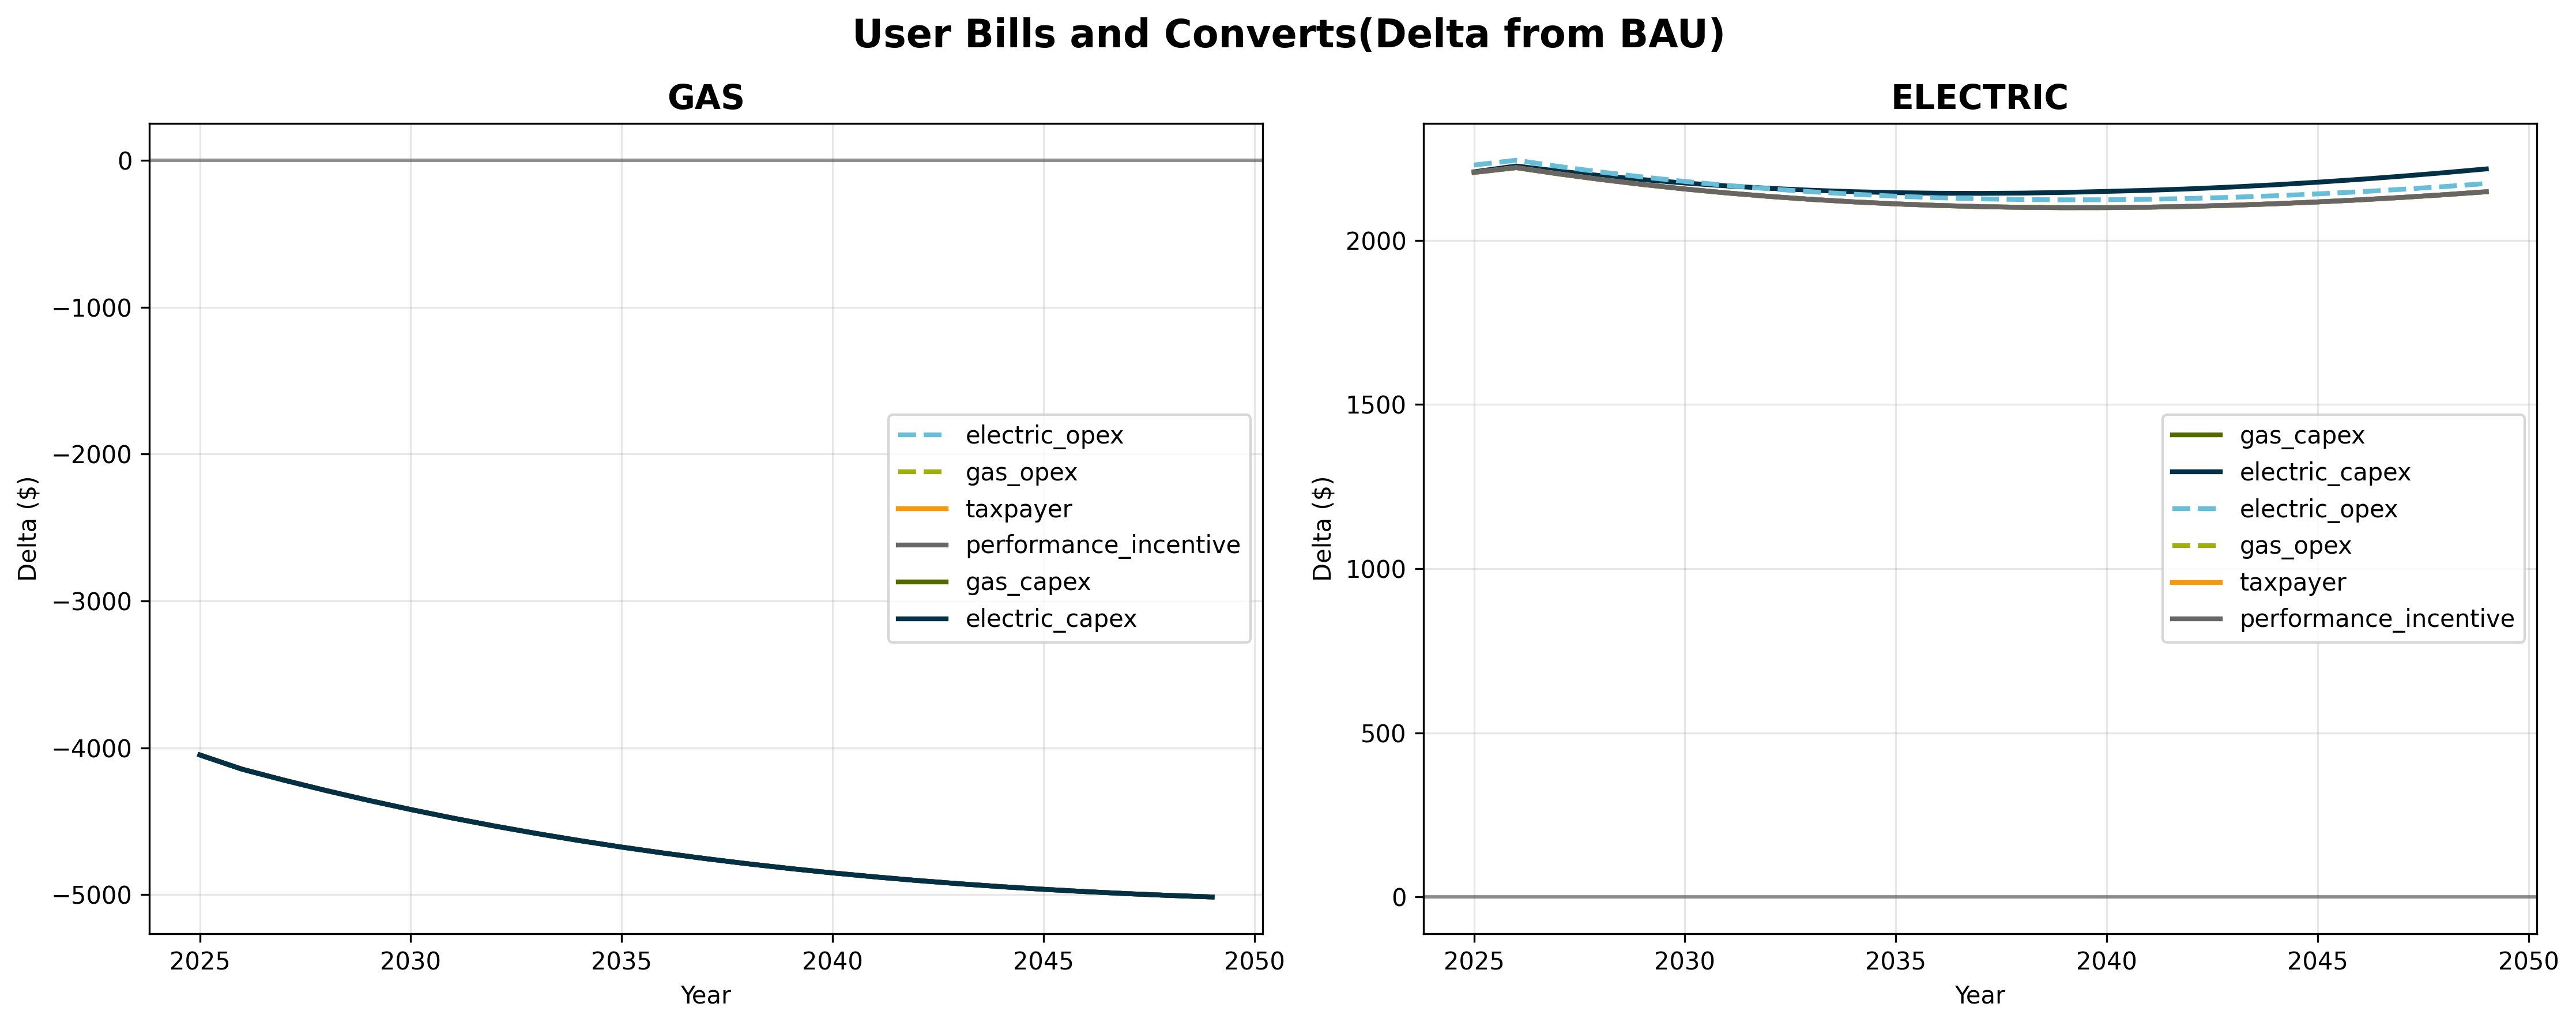 User Bills and Converts(Delta from BAU)
GAS
0
−1000
−2000
−3000
−4000
−5000
Delta ($)
2025
2030
2035
2040
2045
2050
Year
electric_opex
gas_opex
taxpayer
performance_incentive
gas_capex
electric_capex
ELECTRIC
2000
1500
1000
500
0
Delta ($)
2025
2030
2035
2040
2045
2050
Year
gas_capex
electric_capex
electric_opex
gas_opex
taxpayer
performance_incentive